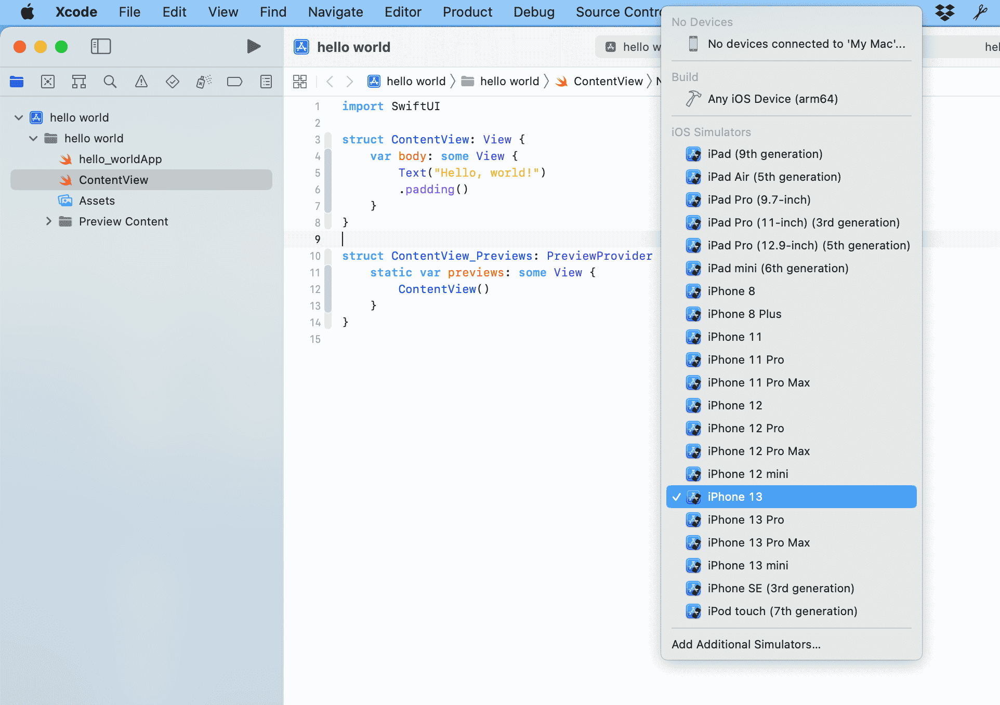 Xcode File Edit View Find Navigate Editor Product Debug Source Contro
hello world
hello w
hel
hello world 〉 hello world 〉 ContentView 〉 N
hello world
hello world
hello_worldApp
ContentView
Assets
Preview Content
1 import SwiftUI
2
3 struct ContentView: View {
4     var body: some View {
5         Text("Hello, world!")
6         .padding()
7     }
8 }
9
10 struct ContentView_Previews: PreviewProvider
11     static var previews: some View {
12         ContentView()
13     }
14 }
15
No Devices
No devices connected to 'My Mac'...
Build
Any iOS Device (arm64)
iOS Simulators
iPad (9th generation)
iPad Air (5th generation)
iPad Pro (9.7-inch)
iPad Pro (11-inch) (3rd generation)
iPad Pro (12.9-inch) (5th generation)
iPad mini (6th generation)
iPhone 8
iPhone 8 Plus
iPhone 11
iPhone 11 Pro
iPhone 11 Pro Max
iPhone 12
iPhone 12 Pro
iPhone 12 Pro Max
iPhone 12 mini
✓ iPhone 13
iPhone 13 Pro
iPhone 13 Pro Max
iPhone 13 mini
iPhone SE (3rd generation)
iPod touch (7th generation)
Add Additional Simulators...